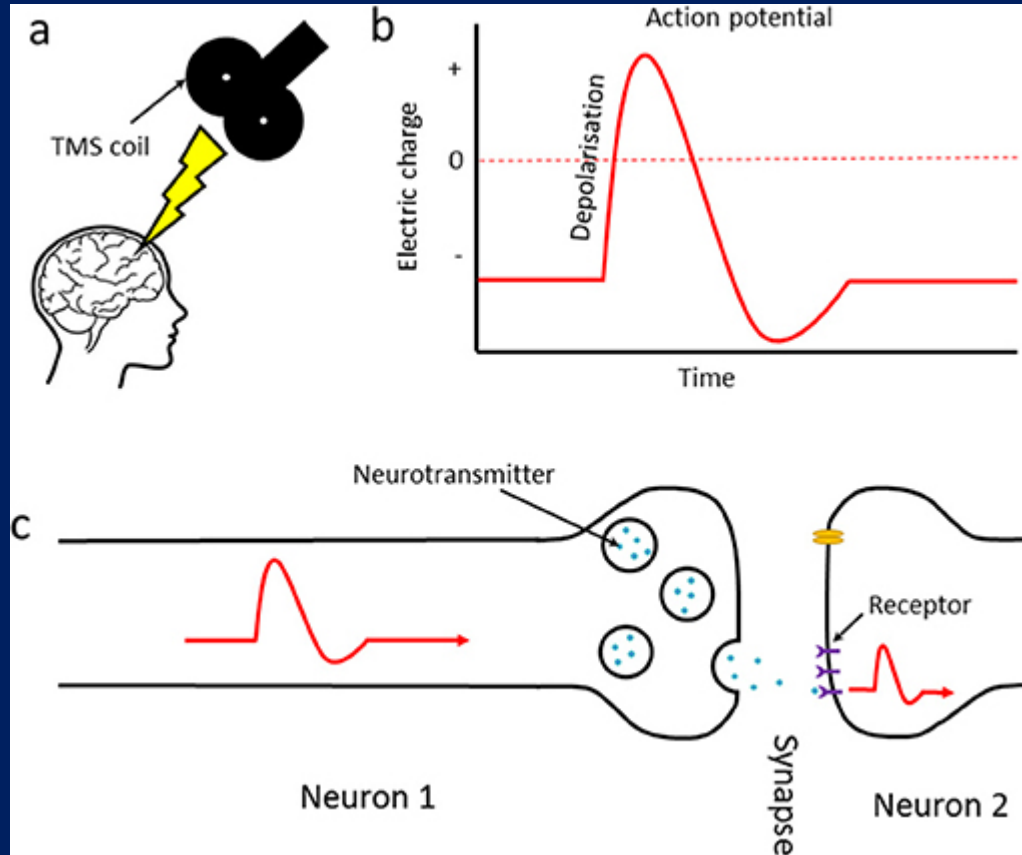 a
TMS coil
b
Action potential
+
0
-
Electric charge
Depolarisation
Time
c
Neurotransmitter
Receptor
Synapse
Neuron 1
Neuron 2